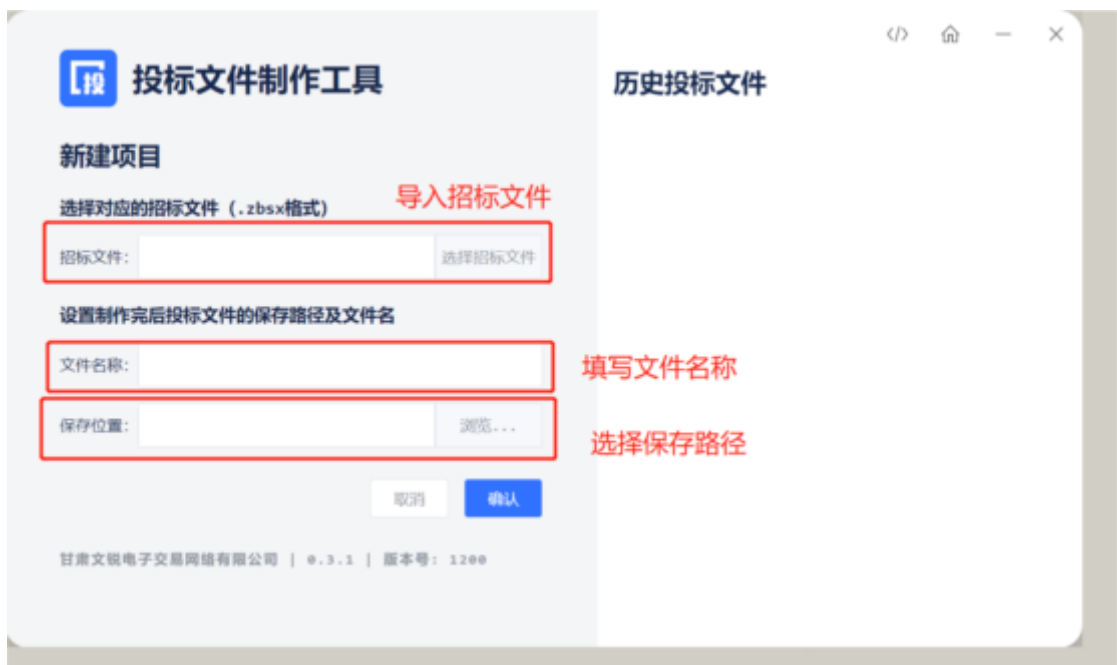 投
投标文件制作工具
历史投标文件
新建项目
导入招标文件
选择对应的招标文件（.zbsx格式）
招标文件：
选择招标文件
设置制作完后投标文件的保存路径及文件名
文件名称：
填写文件名称
保存位置：
浏览...
选择保存路径
取消
确认
甘肃文锐电子交易网络有限公司 | 0.3.1 | 版本号: 1200